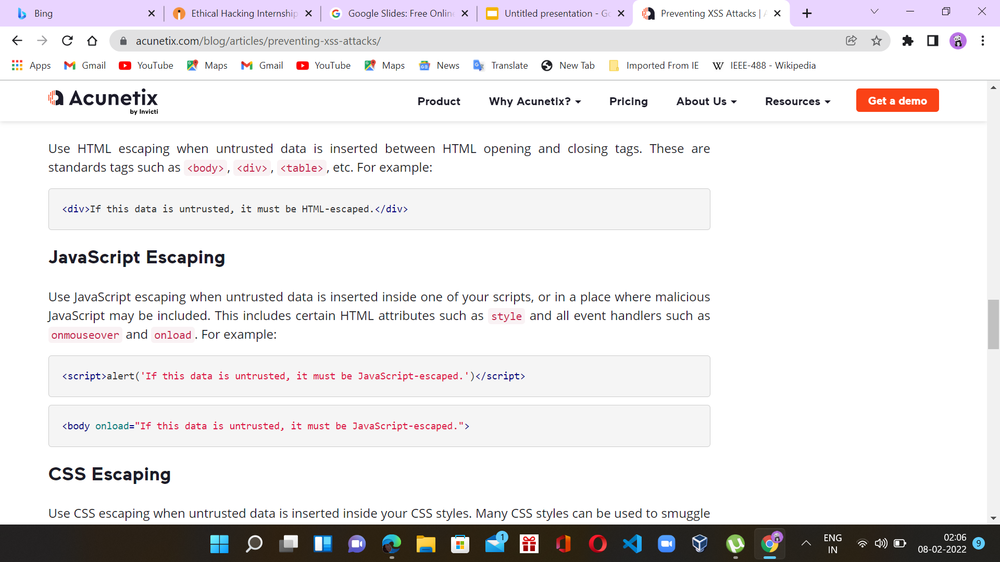 Bing
Ethical Hacking Internship
Google Slides: Free Online
Untitled presentation - Go
Preventing XSS Attacks | A
acunetix.com/blog/articles/preventing-xss-attacks/
Apps
Gmail
YouTube
Maps
Gmail
YouTube
Maps
News
Translate
New Tab
Imported From IE
W IEEE-488 - Wikipedia
Acunetix
by Invicti
Product
Why Acunetix?
Pricing
About Us
Resources
Get a demo
Use HTML escaping when untrusted data is inserted between HTML opening and closing tags. These are
standards tags such as <body>, <div>, <table>, etc. For example:
<div>If this data is untrusted, it must be HTML-escaped.</div>
JavaScript Escaping
Use JavaScript escaping when untrusted data is inserted inside one of your scripts, or in a place where malicious
JavaScript may be included. This includes certain HTML attributes such as style and all event handlers such as
onmouseover and onload. For example:
<script>alert('If this data is untrusted, it must be JavaScript-escaped.')</script>
<body onload="If this data is untrusted, it must be JavaScript-escaped.">
CSS Escaping
Use CSS escaping when untrusted data is inserted inside your CSS styles. Many CSS styles can be used to smuggle
1
ENG
IN
02:06
08-02-2022
9